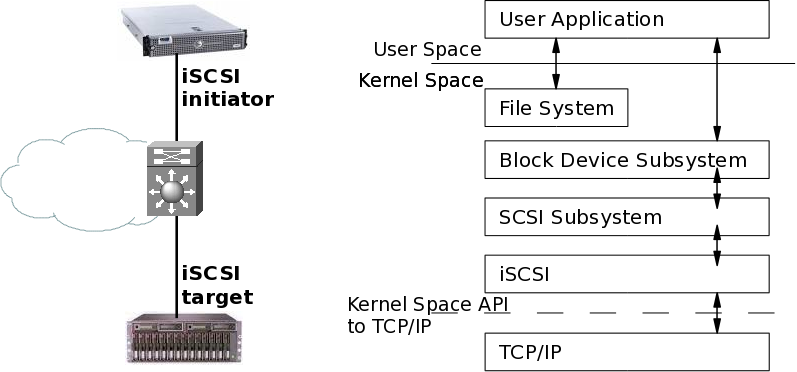 iSCSI
initiator
iSCSI
target
User Application
User Space
Kernel Space
File System
Block Device Subsystem
SCSI Subsystem
iSCSI
Kernel Space API
to TCP/IP
TCP/IP